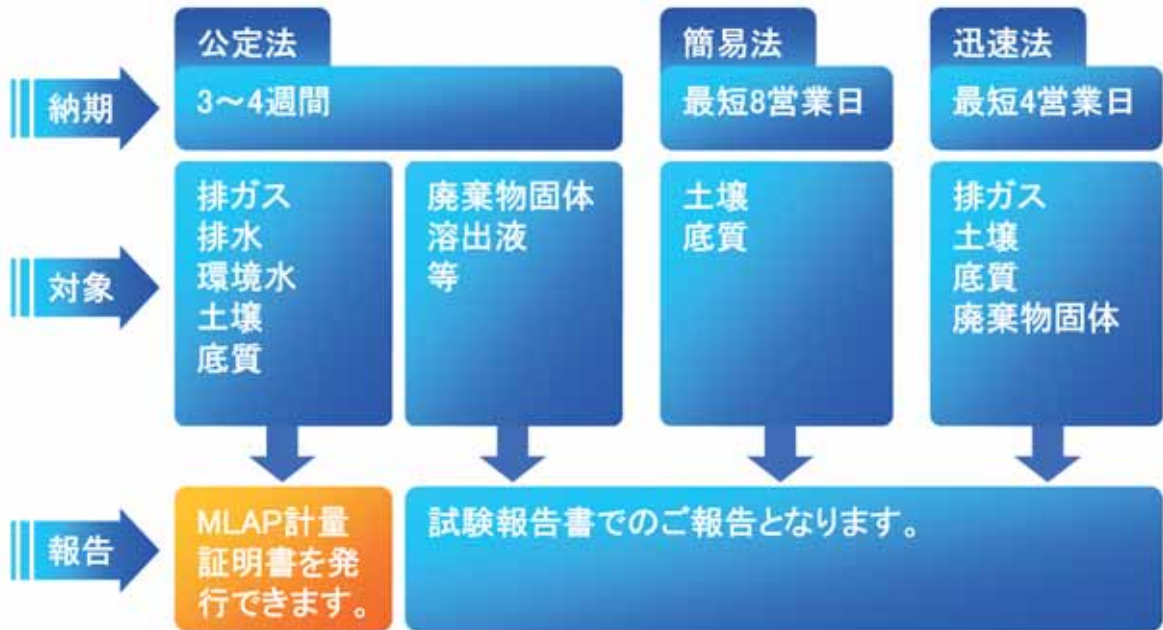 公定法
簡易法
迅速法
納期
3～4週間
最短8営業日
最短4営業日
対象
排ガス
排水
環境水
土壌
底質
廃棄物固体
溶出液
等
土壌
底質
排ガス
土壌
底質
廃棄物固体
報告
MLAP計量
証明書を発
行できます。
試験報告書でのご報告となります。